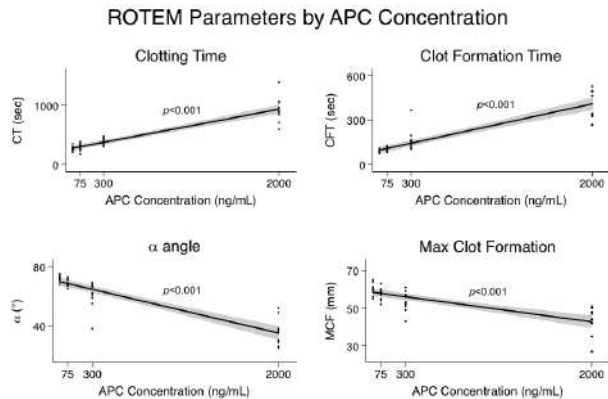 ROTEM Parameters by APC Concentration
Clotting Time
CT (sec)
1000
0
p<0.001
75 300 2000
APC Concentration (ng/mL)
Clot Formation Time
CFT (sec)
600
300
0
p<0.001
75 300 2000
APC Concentration (ng/mL)
α angle
α (°)
80
40
p<0.001
75 300 2000
APC Concentration (ng/mL)
Max Clot Formation
MCF (mm)
70
50
30
p<0.001
75 300 2000
APC Concentration (ng/mL)